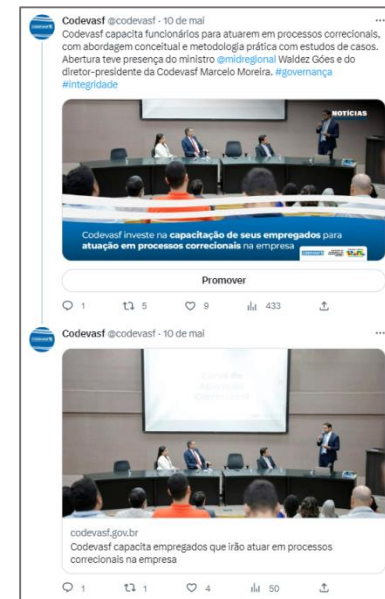 Codevasf @codevasf · 10 de mai
Codevasf capacita funcionários para atuarem em processos correcionais,
com abordagem conceitual e metodologia prática com estudos de casos.
Abertura teve presença do ministro @midregional Waldez Góes e do
diretor-presidente da Codevasf Marcelo Moreira. #governança
#integridade
NOTÍCIAS
Codevasf investe na capacitação de seus empregados para
atuação em processos correcionais na empresa
Promover
1 5 9 433
Codevasf @codevasf · 10 de mai
codevasf.gov.br
Codevasf capacita empregados que irão atuar em processos
correcionais na empresa
1 1 4 50